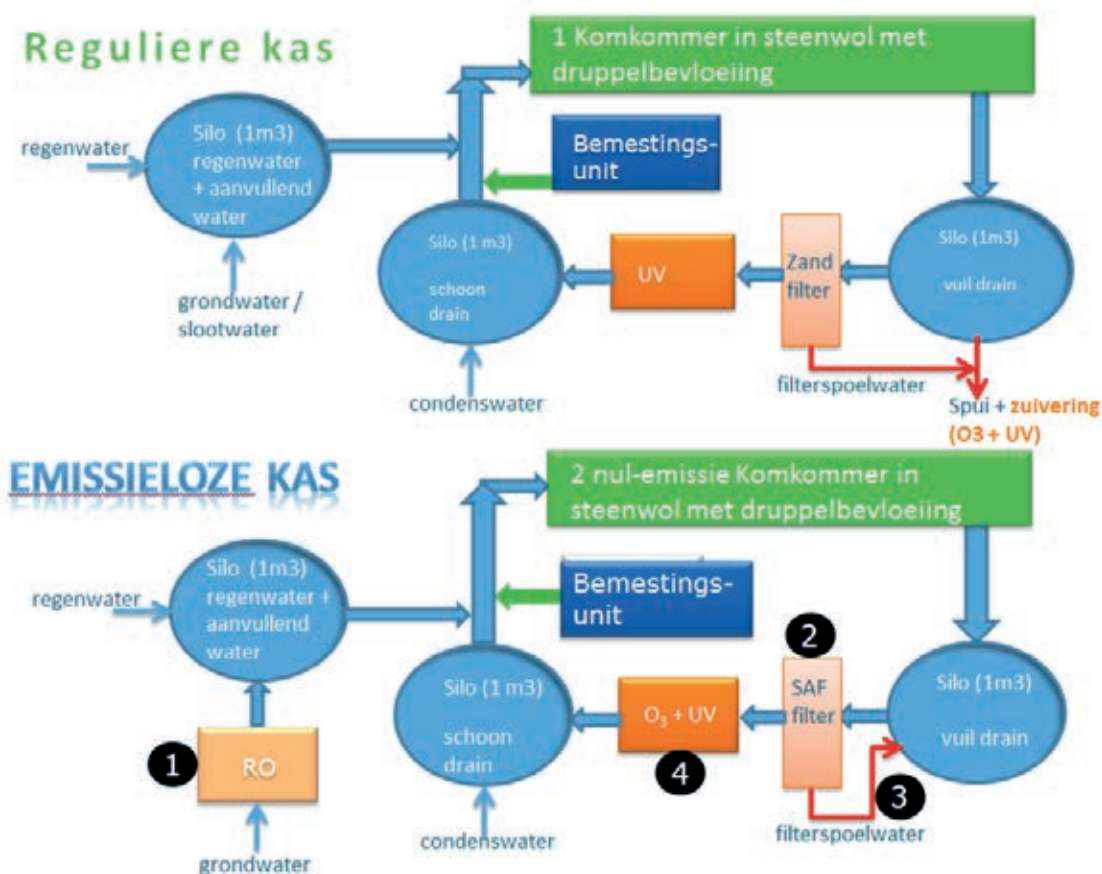 Reguliere kas
1 Komkommer in steenwol met
druppelbevloeiing
regenwater
Silo (1m3)
regenwater
+ aanvullend
water
Bemestings-
unit
grondwater /
slootwater
Silo (1 m3)
schoon
drain
UV
Zand
filter
Silo (1m3)
vuil drain
condenswater
filterspoelwater
Spui + zuivering
(O3 + UV)
EMISSIELOZE KAS
2 nul-emissie Komkommer in
steenwol met druppelbevloeiing
regenwater
Silo (1m3)
regenwater +
aanvullend
water
Bemestings-
unit
1
RO
grondwater
Silo (1 m3)
schoon
drain
O₃ + UV
4
2
SAF
filter
Silo (1m3)
vuil drain
3
condenswater
filterspoelwater